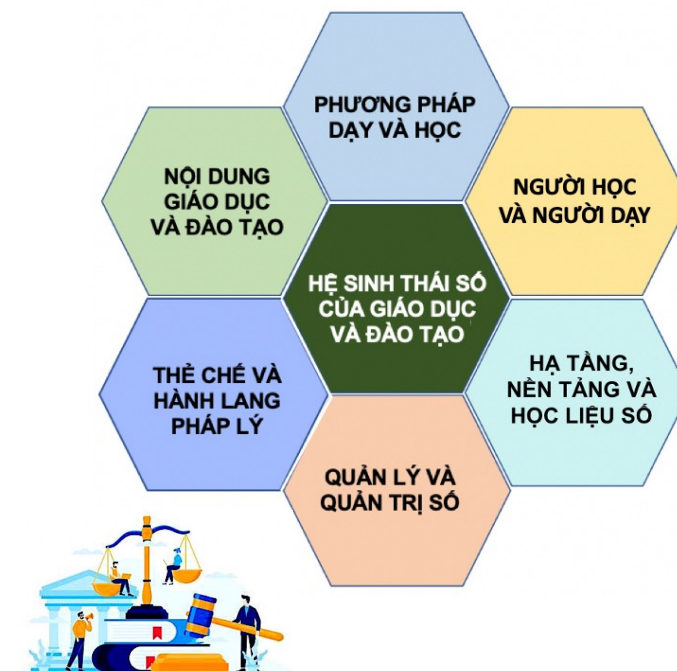 PHƯƠNG PHÁP
DẠY VÀ HỌC
NỘI DUNG
GIÁO DỤC
VÀ ĐÀO TẠO
NGƯỜI HỌC
VÀ NGƯỜI DẠY
HỆ SINH THÁI SỐ
CỦA GIÁO DỤC
VÀ ĐÀO TẠO
THẺ CHẾ VÀ
HÀNH LANG
PHÁP LÝ
HẠ TẦNG,
NỀN TẢNG VÀ
HỌC LIỆU SỐ
QUẢN LÝ VÀ
QUẢN TRỊ SỐ